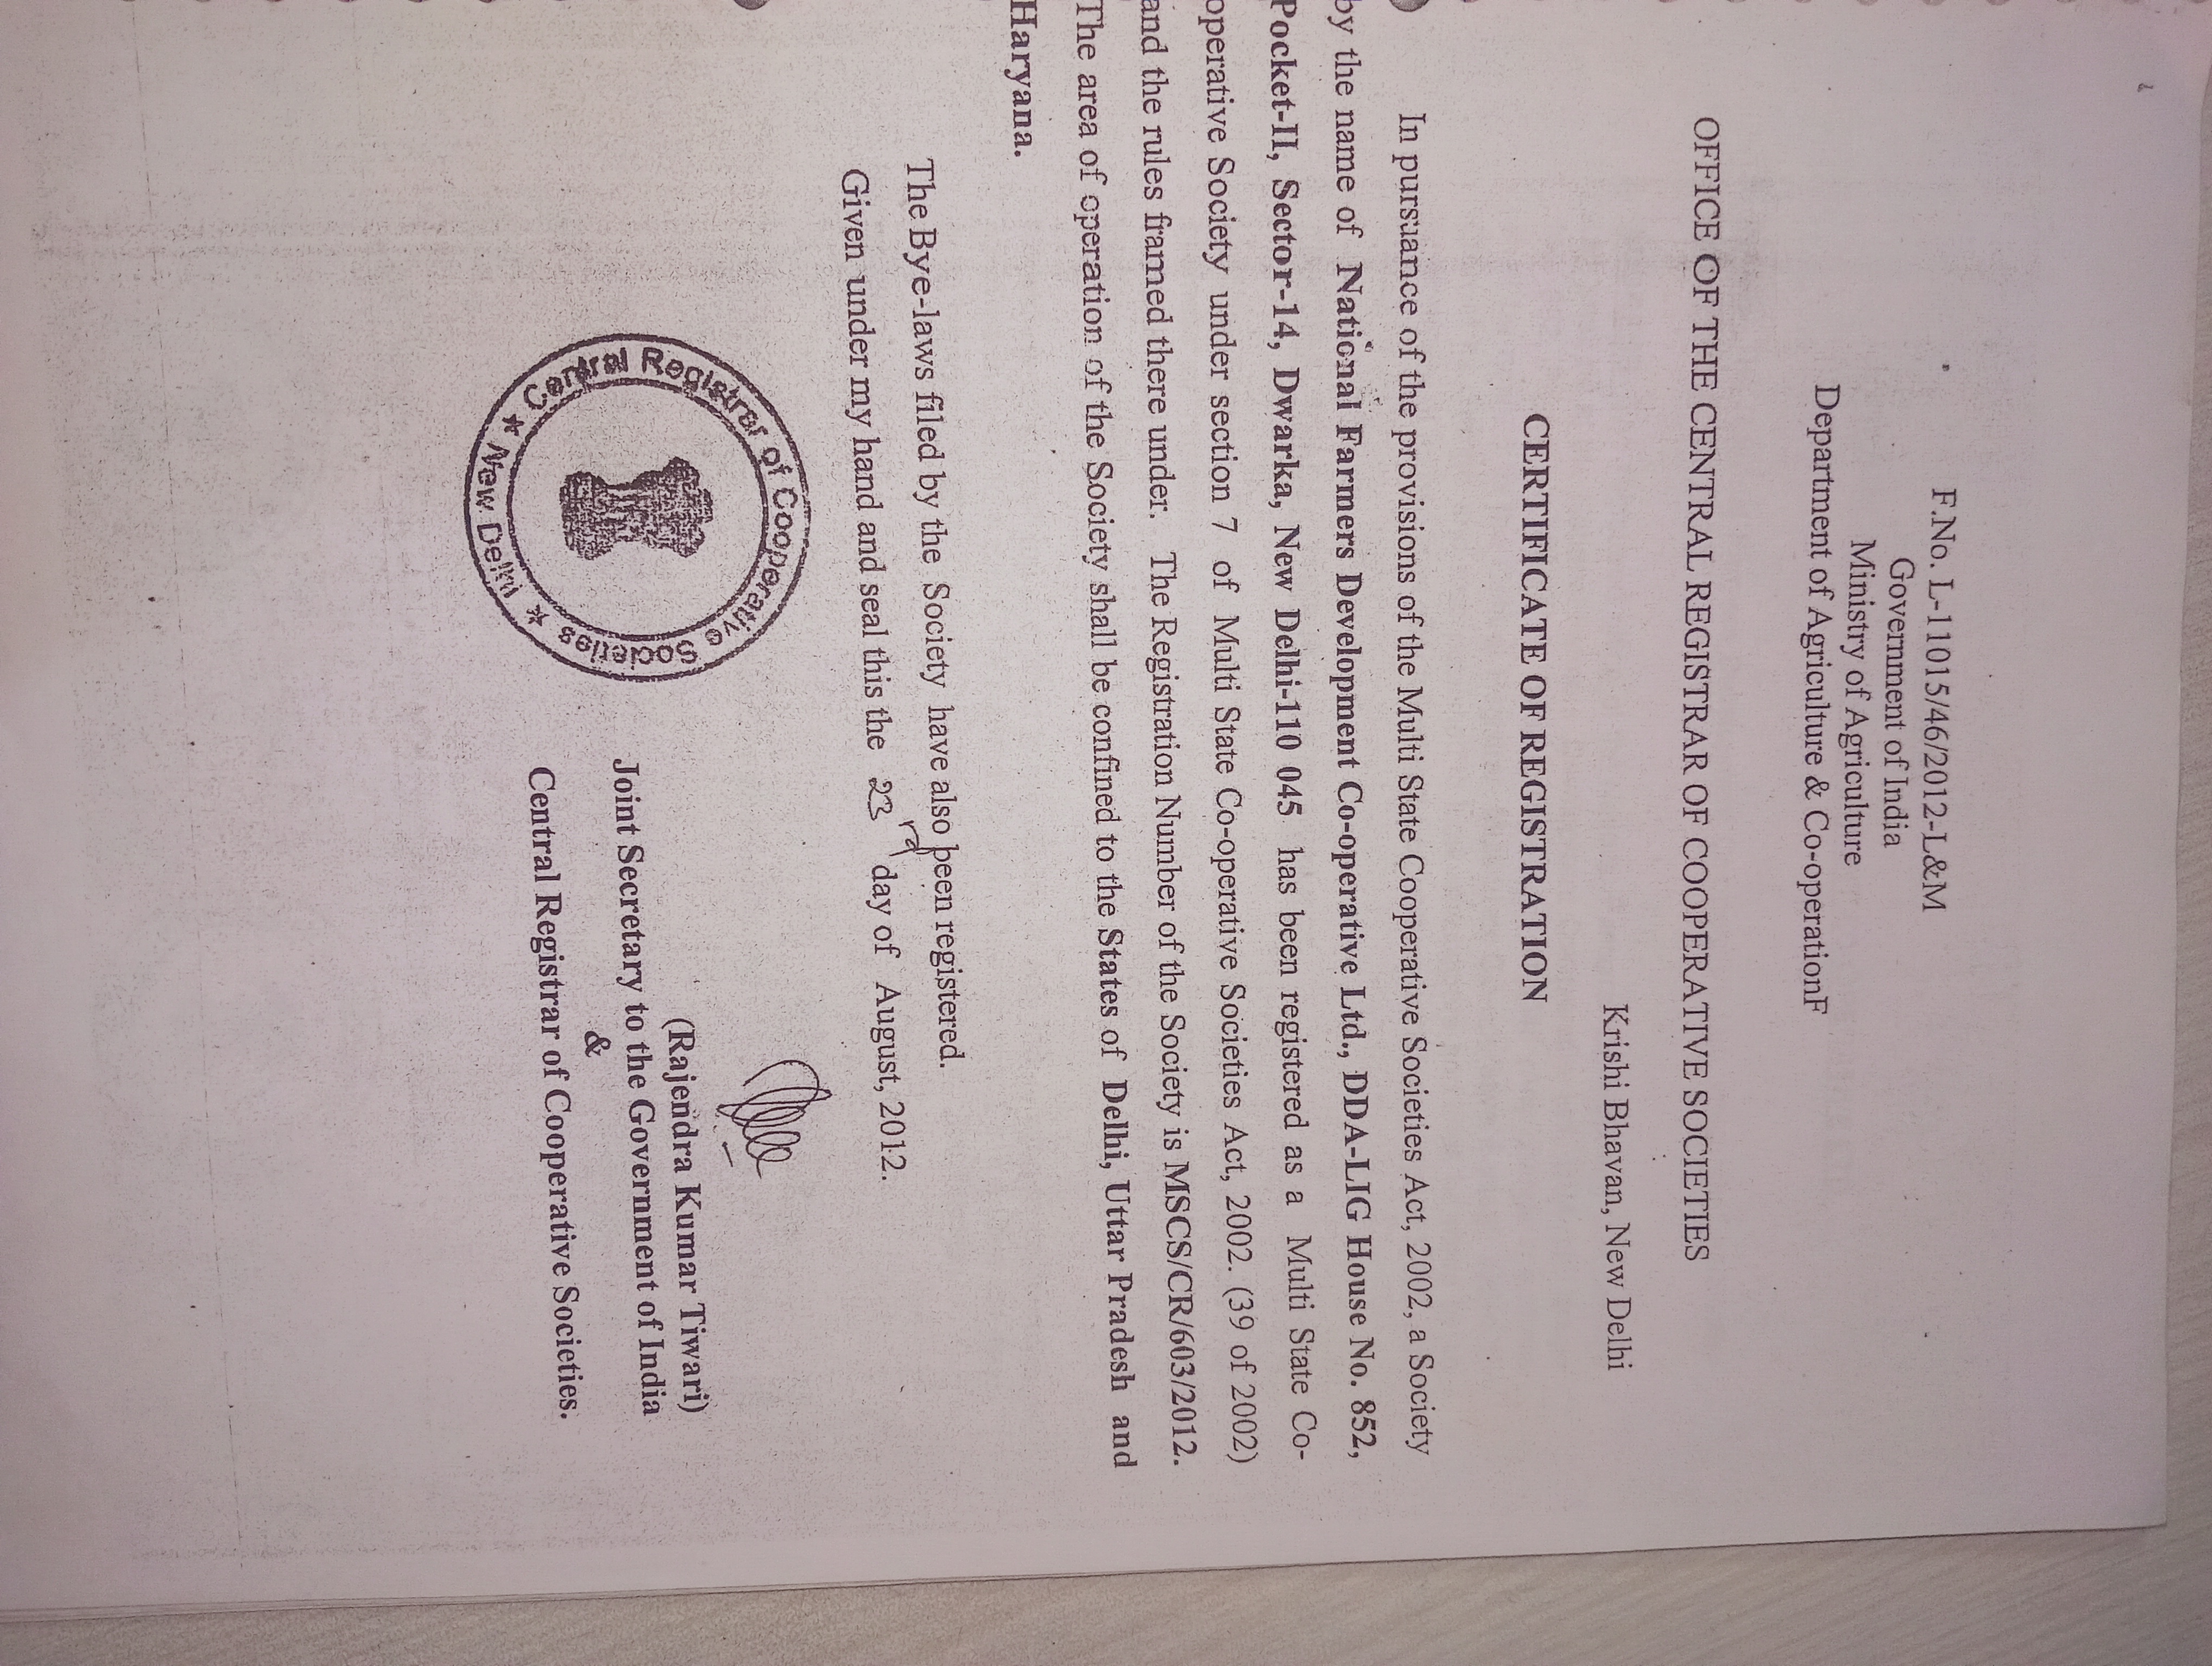 F.No. L-11015/46/2012-L&M
Government of India
Ministry of Agriculture
Department of Agriculture & Co-operationF
OFFICE OF THE CENTRAL REGISTRAR OF COOPERATIVE SOCIETIES
Krishi Bhavan, New Delhi
CERTIFICATE OF REGISTRATION
In pursuance of the provisions of the Multi State Cooperative Societies Act, 2002, a Society
by the name of National Farmers Development Co-operative Ltd., DDA-LIG House No. 852,
Pocket-II, Sector-14, Dwarka, New Delhi-110 045 has been registered as a Multi State Co-
operative Society under section 7 of Multi State Co-operative Societies Act, 2002. (39 of 2002)
and the rules framed there under. The Registration Number of the Society is MSCS/CR/603/2012.
The area of operation of the Society shall be confined to the States of Delhi, Uttar Pradesh and
Haryana.
The Bye-laws filed by the Society have also been registered.
Given under my hand and seal this the 23rd day of August, 2012.
Central Registrar of Cooperative Societies
★ New Delhi ★
(Rajendra Kumar Tiwari)
Joint Secretary to the Government of India
&
Central Registrar of Cooperative Societies.